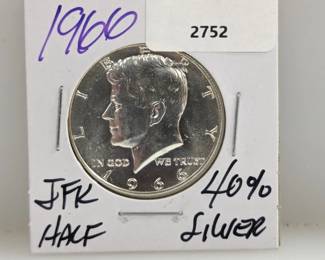 1966
2752
LIBERTY
IN GOD WE TRUST
1966
JFK
HALF
40%
SILVER